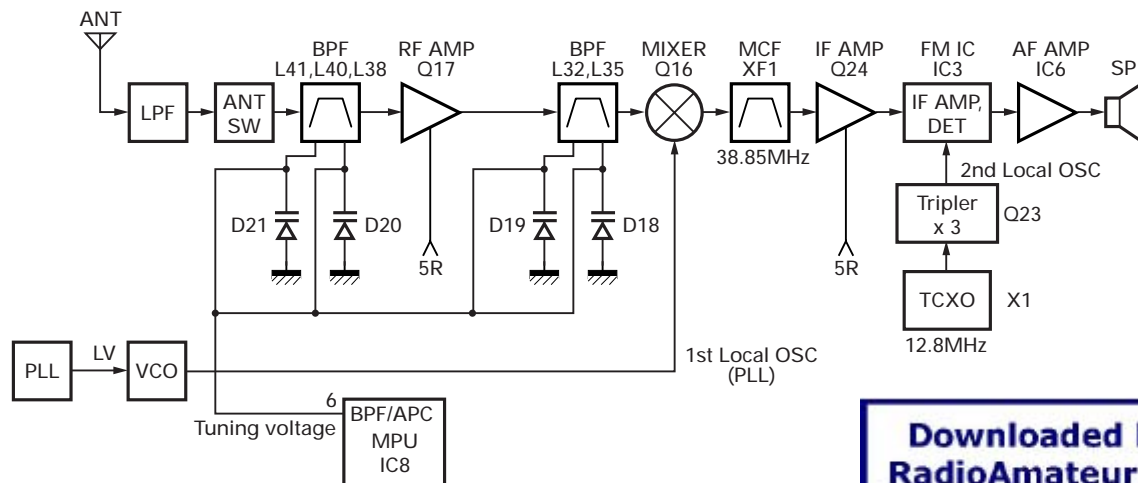 ANT
BPF
L41,L40,L38
RF AMP
Q17
BPF
L32,L35
MIXER
Q16
MCF
XF1
IF AMP
Q24
FM IC
IC3
AF AMP
IC6
SP
LPF
ANT
SW
IF AMP,
DET
38.85MHz
2nd Local OSC
D21
D20
D19
D18
Tripler
x 3
Q23
5R
5R
TCXO
X1
12.8MHz
PLL
LV
VCO
1st Local OSC
(PLL)
6
Tuning voltage
BPF/APC
MPU
IC8
Downloaded
RadioAmateur